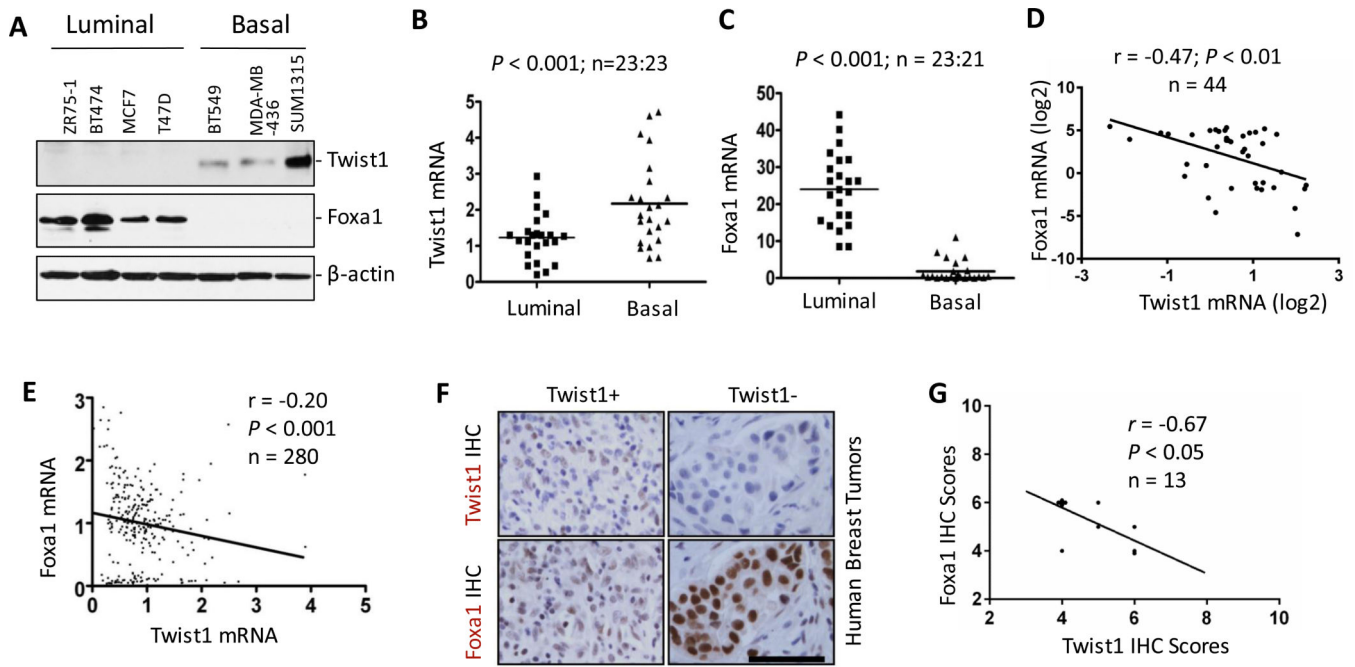 A
Luminal
Basal
ZR75-1
BT474
MCF7
T47D
BT549
MDA-MB
-436
SUM1315
Twist1
Foxa1
β-actin
B
P < 0.001; n=23:23
Twist1 mRNA
5
4
3
2
1
0
Luminal
Basal
C
P < 0.001; n = 23:21
Foxa1 mRNA
50
40
30
20
10
0
Luminal
Basal
D
r = -0.47; P < 0.01
n = 44
Foxa1 mRNA (log2)
10
5
0
-5
-10
-3
-1
1
3
Twist1 mRNA (log2)
E
r = -0.20
P < 0.001
n = 280
Foxa1 mRNA
3
2
1
0
0
1
2
3
4
5
Twist1 mRNA
F
Twist1+
Twist1-
Twist1 IHC
Foxa1 IHC
Human Breast Tumors
G
r = -0.67
P < 0.05
n = 13
Foxa1 IHC Scores
10
8
6
4
2
2
4
6
8
10
Twist1 IHC Scores